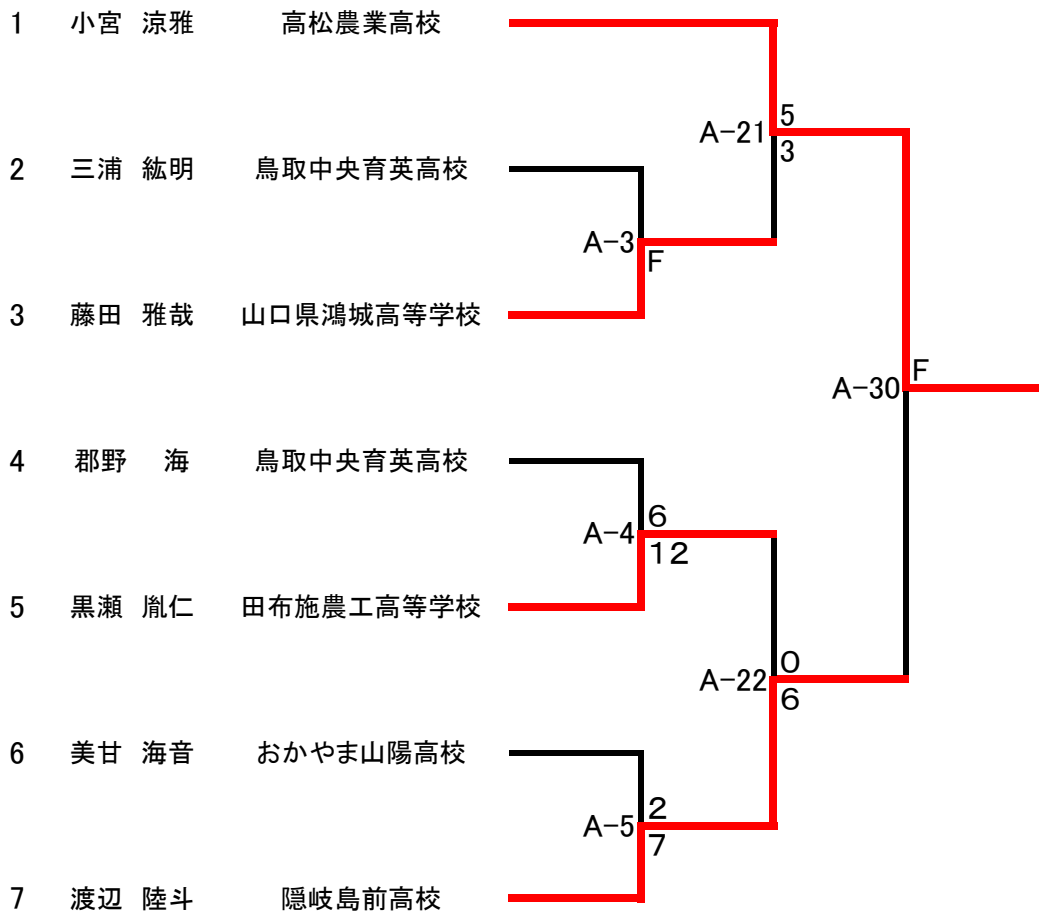 1 小宮 涼雅 高松農業高校
5
A-21
3
2 三浦 紘明 鳥取中央育英高校
A-3
F
3 藤田 雅哉 山口県鴻城高等学校
F
A-30
4 郡野 海 鳥取中央育英高校
6
A-4
12
5 黒瀬 胤仁 田布施農工高等学校
0
A-22
6
6 美甘 海音 おかやま山陽高校
2
A-5
7
7 渡辺 陸斗 隠岐島前高校